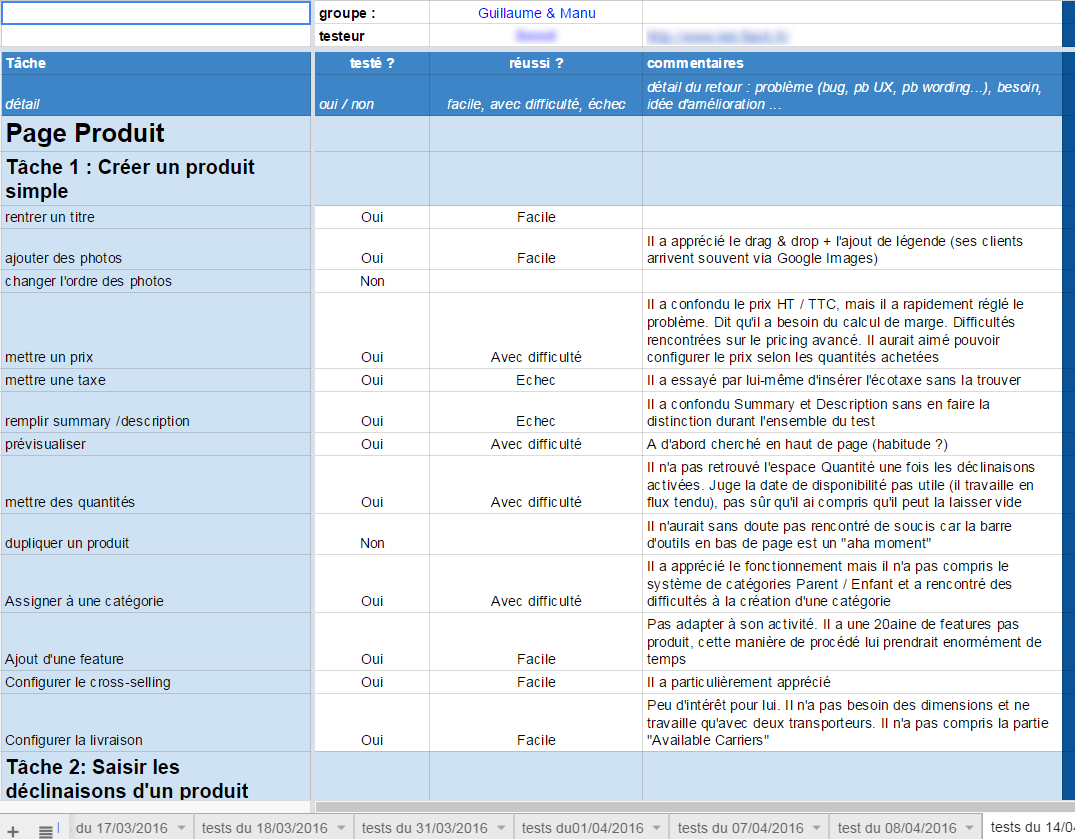 groupe : Guillaume & Manu
testeur
Tâche testé ? réussi ? commentaires
détail du retour : problème (bug, pb UX, pb wording...), besoin,
détail oui / non facile, avec difficulté, échec idée d'amélioration ...
Page Produit
Tâche 1 : Créer un produit
simple
rentrer un titre Oui Facile
Il a apprécié le drag & drop + l'ajout de légende (ses clients
ajouter des photos Oui Facile arrivent souvent via Google Images)
changer l'ordre des photos Non
Il a confondu le prix HT / TTC, mais il a rapidement réglé le
problème. Dit qu'il a besoin du calcul de marge. Difficultés
rencontrées sur le pricing avancé. Il aurait aimé pouvoir
mettre un prix Oui Avec difficulté configurer le prix selon les quantités achetées
mettre une taxe Oui Echec Il a essayé par lui-même d'insérer l'écotaxe sans la trouver
Il a confondu Summary et Description sans en faire la
remplir summary /description Oui Echec distinction durant l'ensemble du test
prévisualiser Oui Avec difficulté A d'abord cherché en haut de page (habitude ?)
Il n'a pas retrouvé l'espace Quantité une fois les déclinaisons
activées. Juge la date de disponibilité pas utile (il travaille en
mettre des quantités Oui Avec difficulté flux tendu), pas sûr qu'il ai compris qu'il peut la laisser vide
Il n'aurait sans doute pas rencontré de soucis car la barre
dupliquer un produit Non d'outils en bas de page est un "aha moment"
Il a apprécié le fonctionnement mais il n'a pas compris le
système de catégories Parent / Enfant et a rencontré des
Assigner à une catégorie Oui Avec difficulté difficultés à la création d'une catégorie
Pas adapter à son activité. Il a une 20aine de features pas
produit, cette manière de procédé lui prendrait enormément de
Ajout d'une feature Oui Facile temps
Configurer le cross-selling Oui Facile Il a particulièrement apprécié
Peu d'intérêt pour lui. Il n'a pas besoin des dimensions et ne
travaille qu'avec deux transporteurs. Il n'a pas compris la partie
Configurer la livraison Oui Facile "Available Carriers"
Tâche 2: Saisir les
déclinaisons d'un produit
du 17/03/2016 tests du 18/03/2016 tests du 31/03/2016 tests du01/04/2016 tests du 07/04/2016 test du 08/04/2016 tests du 14/0